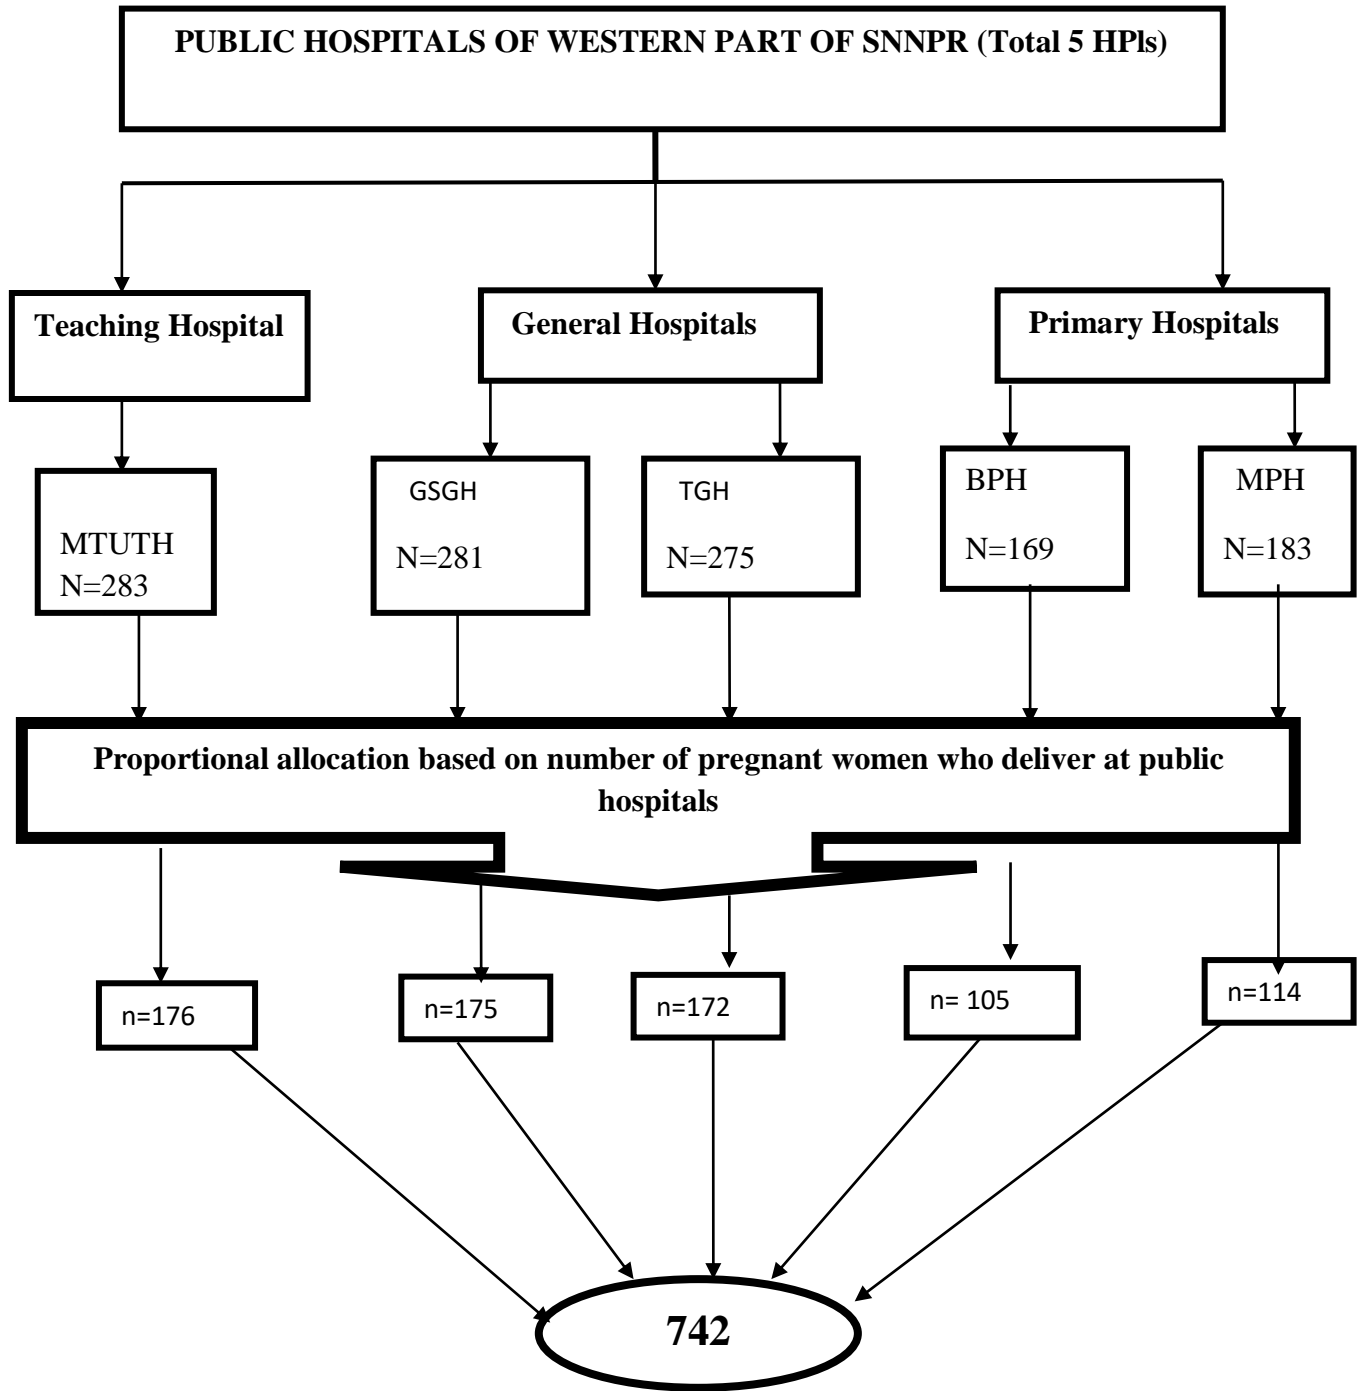 PUBLIC HOSPITALS OF WESTERN PART OF SNNPR (Total 5 HPls)
Teaching Hospital
General Hospitals
Primary Hospitals
MTUTH
N=283
GSGH
N=281
TGH
N=275
BPH
N=169
MPH
N=183
Proportional allocation based on number of pregnant women who deliver at public
hospitals
n=176
n=175
n=172
n= 105
n=114
742